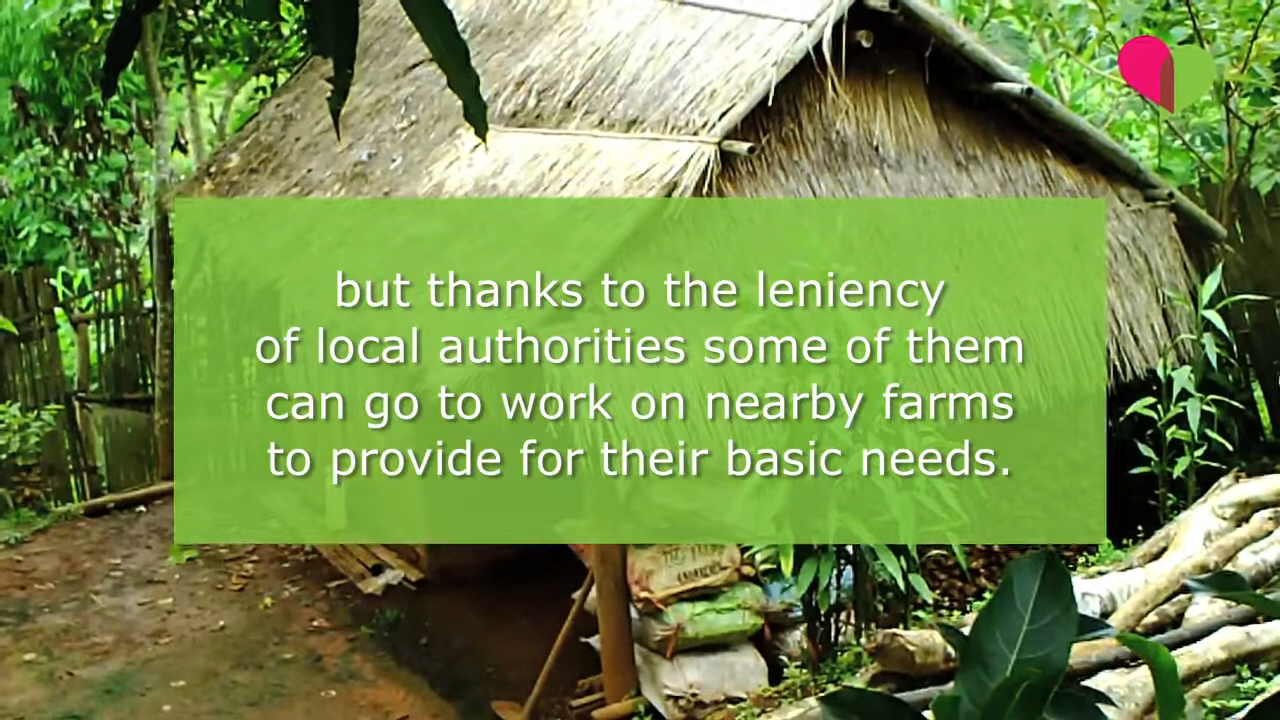 but thanks to the leniency
of local authorities some of them
can go to work on nearby farms
to provide for their basic needs.